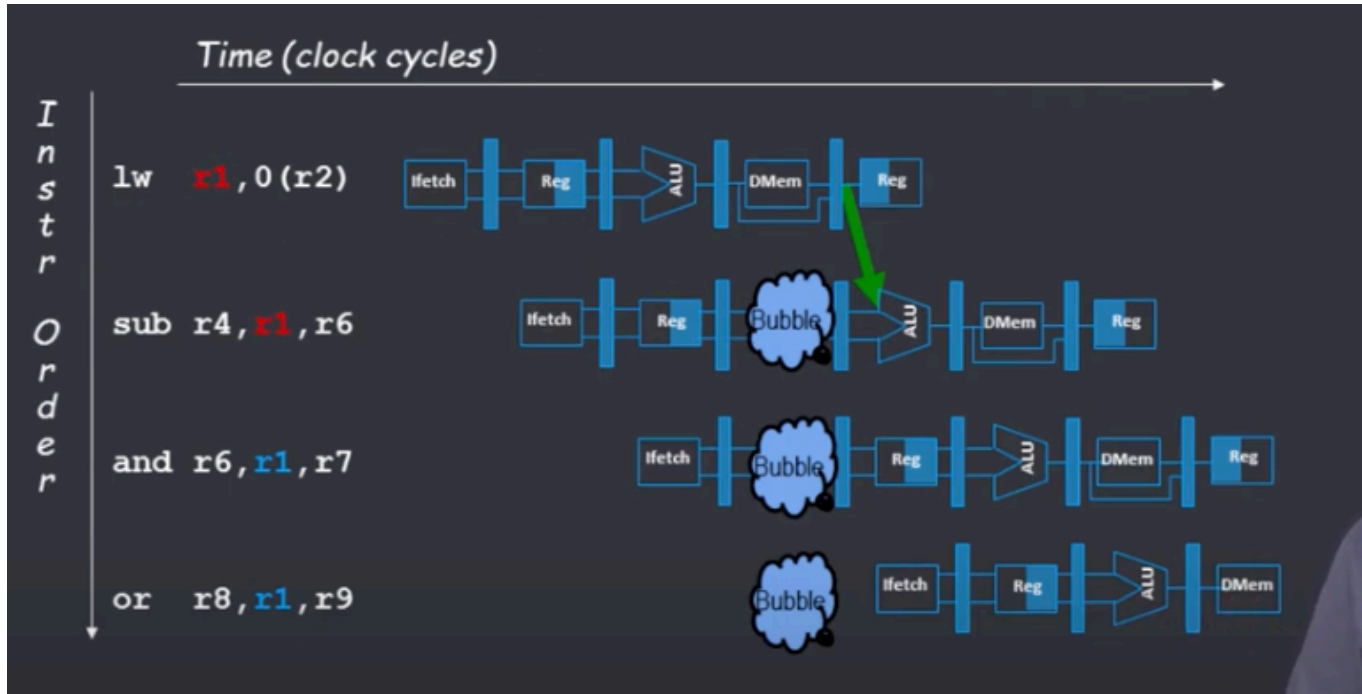 Time (clock cycles)
Instr Order
lw r1,0(r2)
Ifetch Reg ALU DMem Reg
sub r4,r1,r6
Ifetch Reg Bubble ALU DMem Reg
and r6,r1,r7
Ifetch Bubble Reg ALU DMem Reg
or r8,r1,r9
Bubble Ifetch Reg ALU DMem